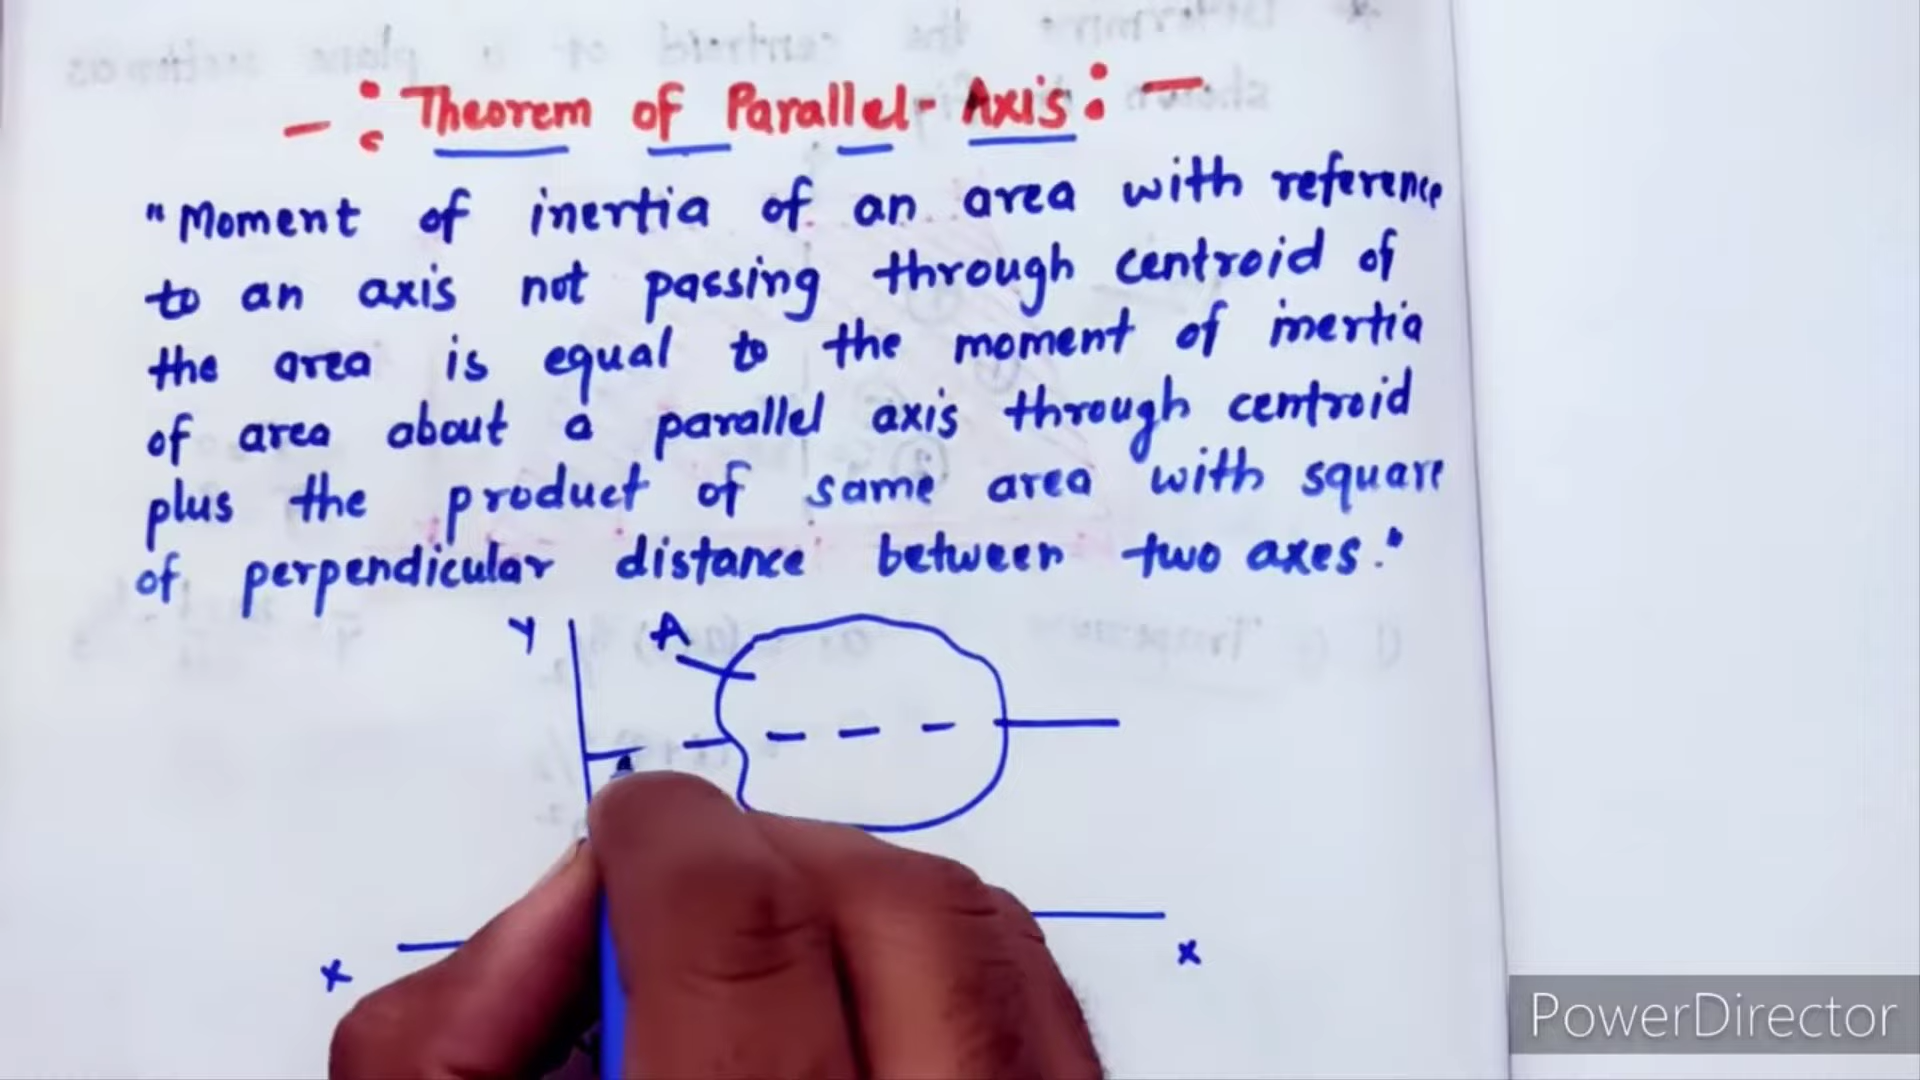 -: Theorem of Parallel-Axis: -
"Moment of inertia of an area with reference
to an axis not passing through centroid of
the area is equal to the moment of inertia
of area about a parallel axis through centroid
plus the product of same area with square
of perpendicular distance between two axes."
Y A
x x
PowerDirector